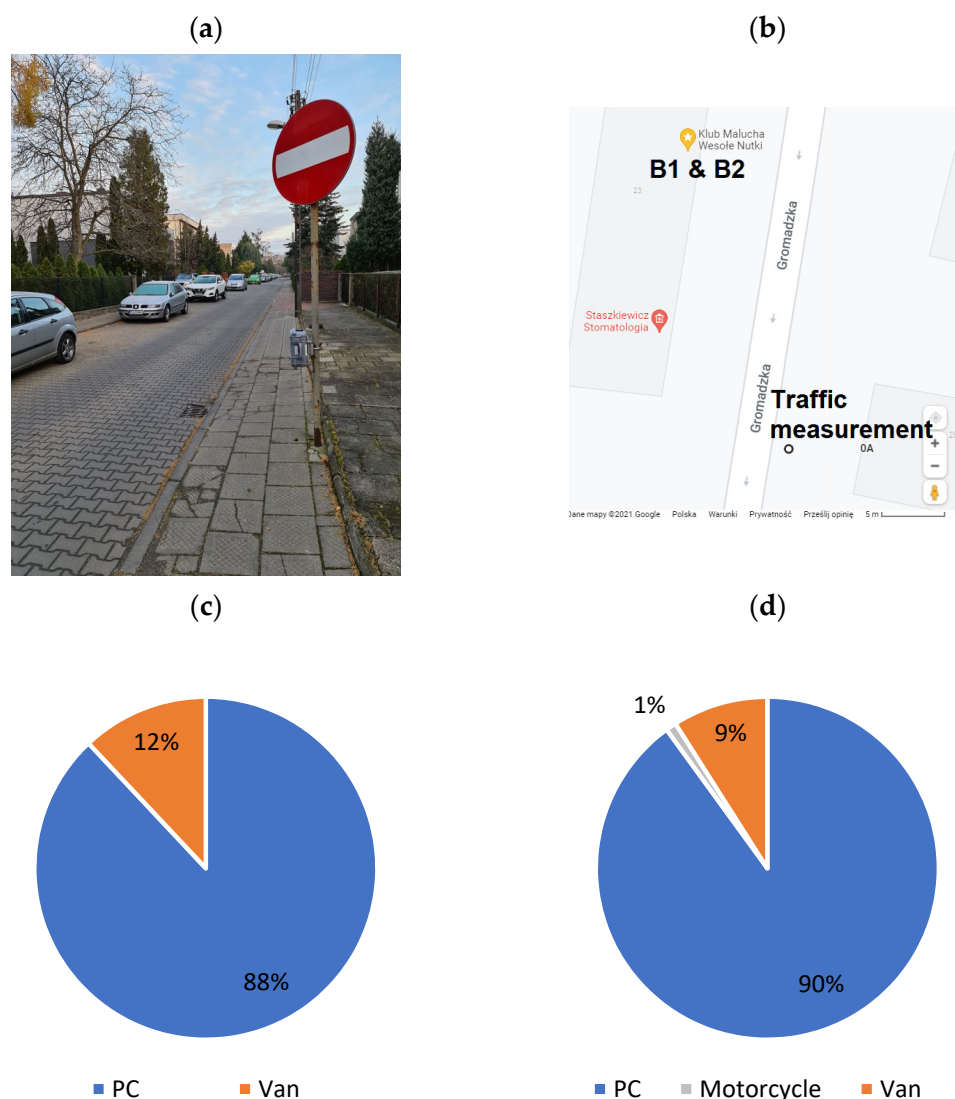 (a)
(b)
Klub Malucha
Wesołe Nutki
B1 & B2
23
Gromadzka
Staszkiewicz
Stomatologia
Gromadzka
Traffic
measurement
0A
Dane mapy ©2021 Google Polska Warunki Prywatność Prześlij opinię 5 m
(c)
(d)
12%
88%
PC Van
1%
9%
90%
PC Motorcycle Van